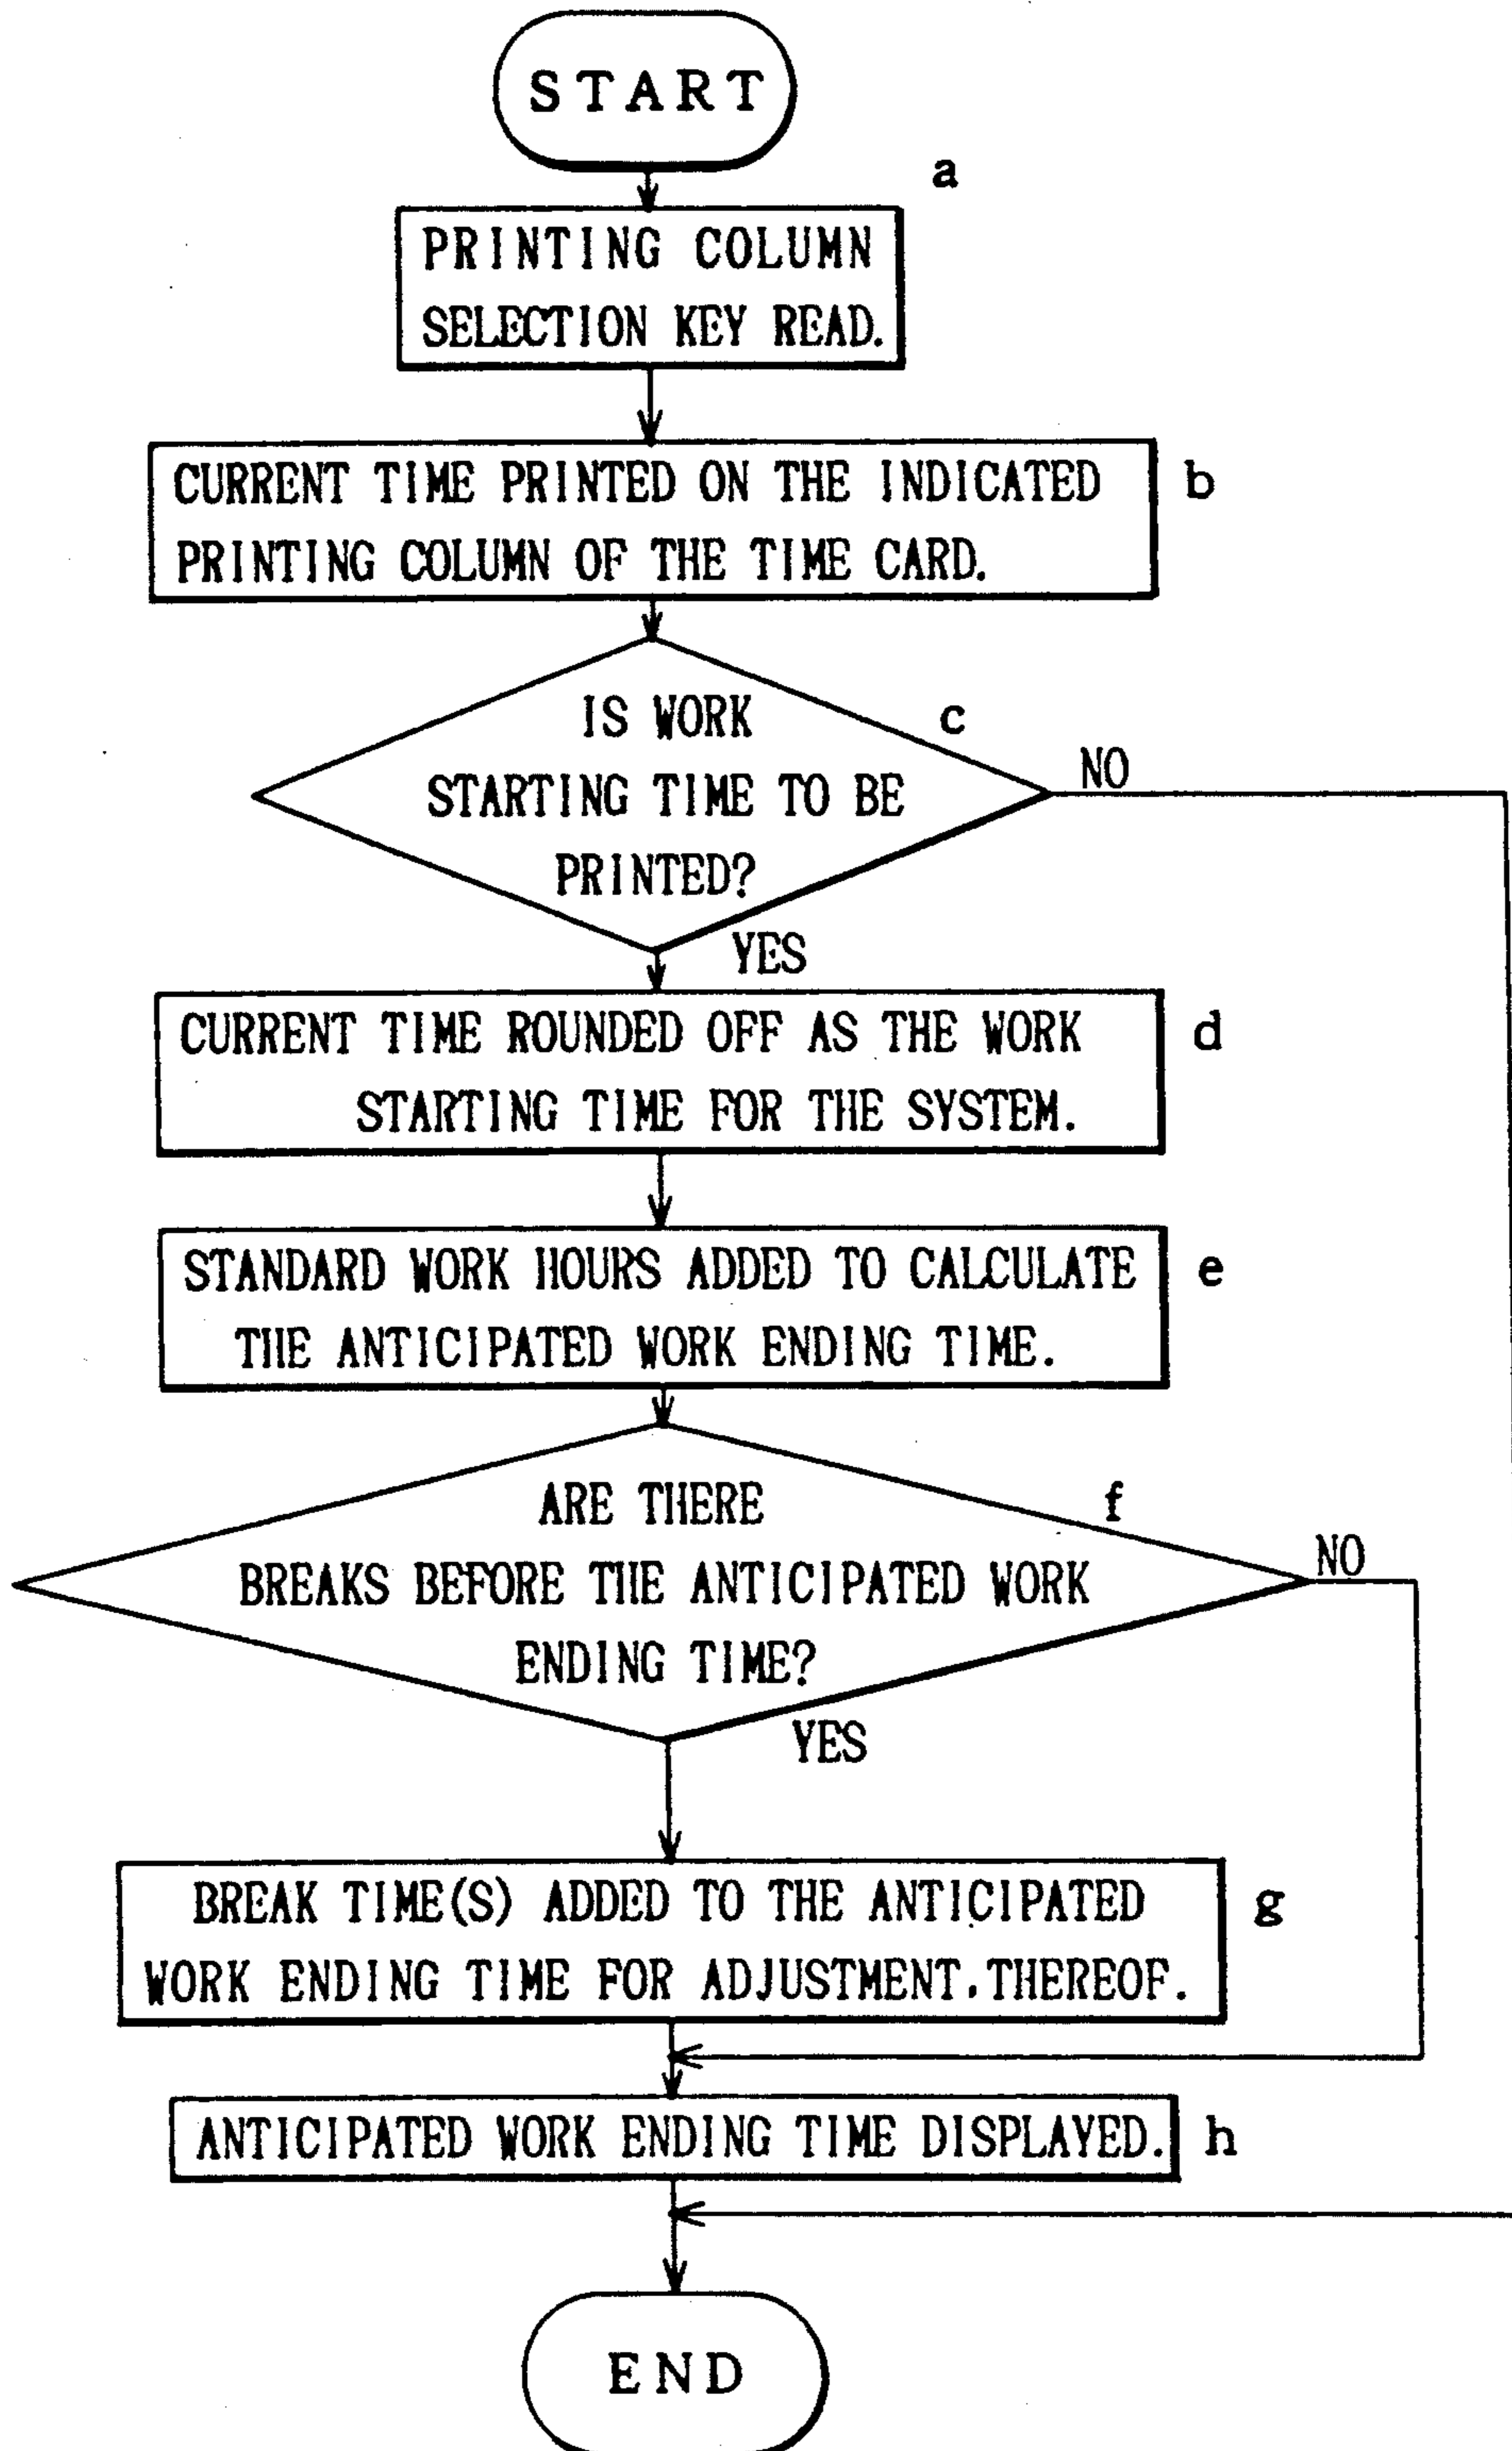 START
a
PRINTING COLUMN
SELECTION KEY READ.
CURRENT TIME PRINTED ON THE INDICATED
b
PRINTING COLUMN OF THE TIME CARD.
IS WORK
c
STARTING TIME TO BE
NO
PRINTED?
YES
CURRENT TIME ROUNDED OFF AS THE WORK
d
STARTING TIME FOR THE SYSTEM.
STANDARD WORK HOURS ADDED TO CALCULATE
e
THE ANTICIPATED WORK ENDING TIME.
ARE THERE
f
BREAKS BEFORE THE ANTICIPATED WORK
NO
ENDING TIME?
YES
BREAK TIME(S) ADDED TO THE ANTICIPATED
g
WORK ENDING TIME FOR ADJUSTMENT.THEREOF.
ANTICIPATED WORK ENDING TIME DISPLAYED.
h
END